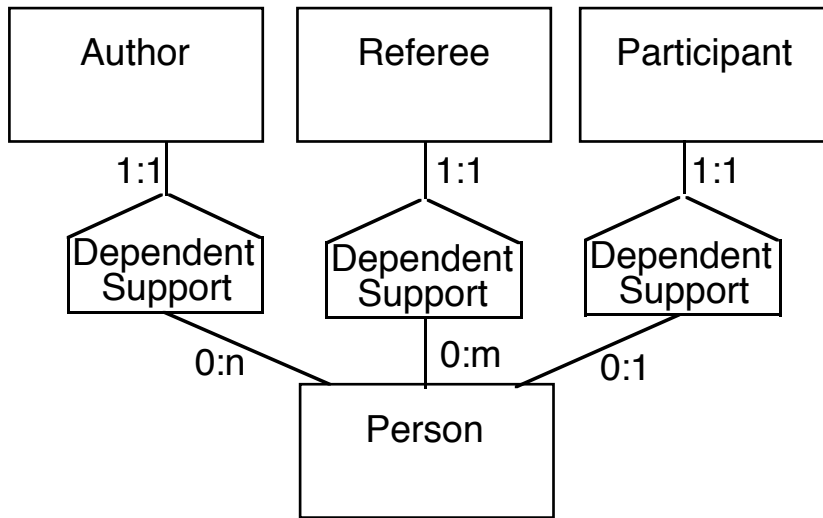 Author
Referee
Participant
1:1
1:1
1:1
Dependent
Support
Dependent
Support
Dependent
Support
0:n
0:m
0:1
Person